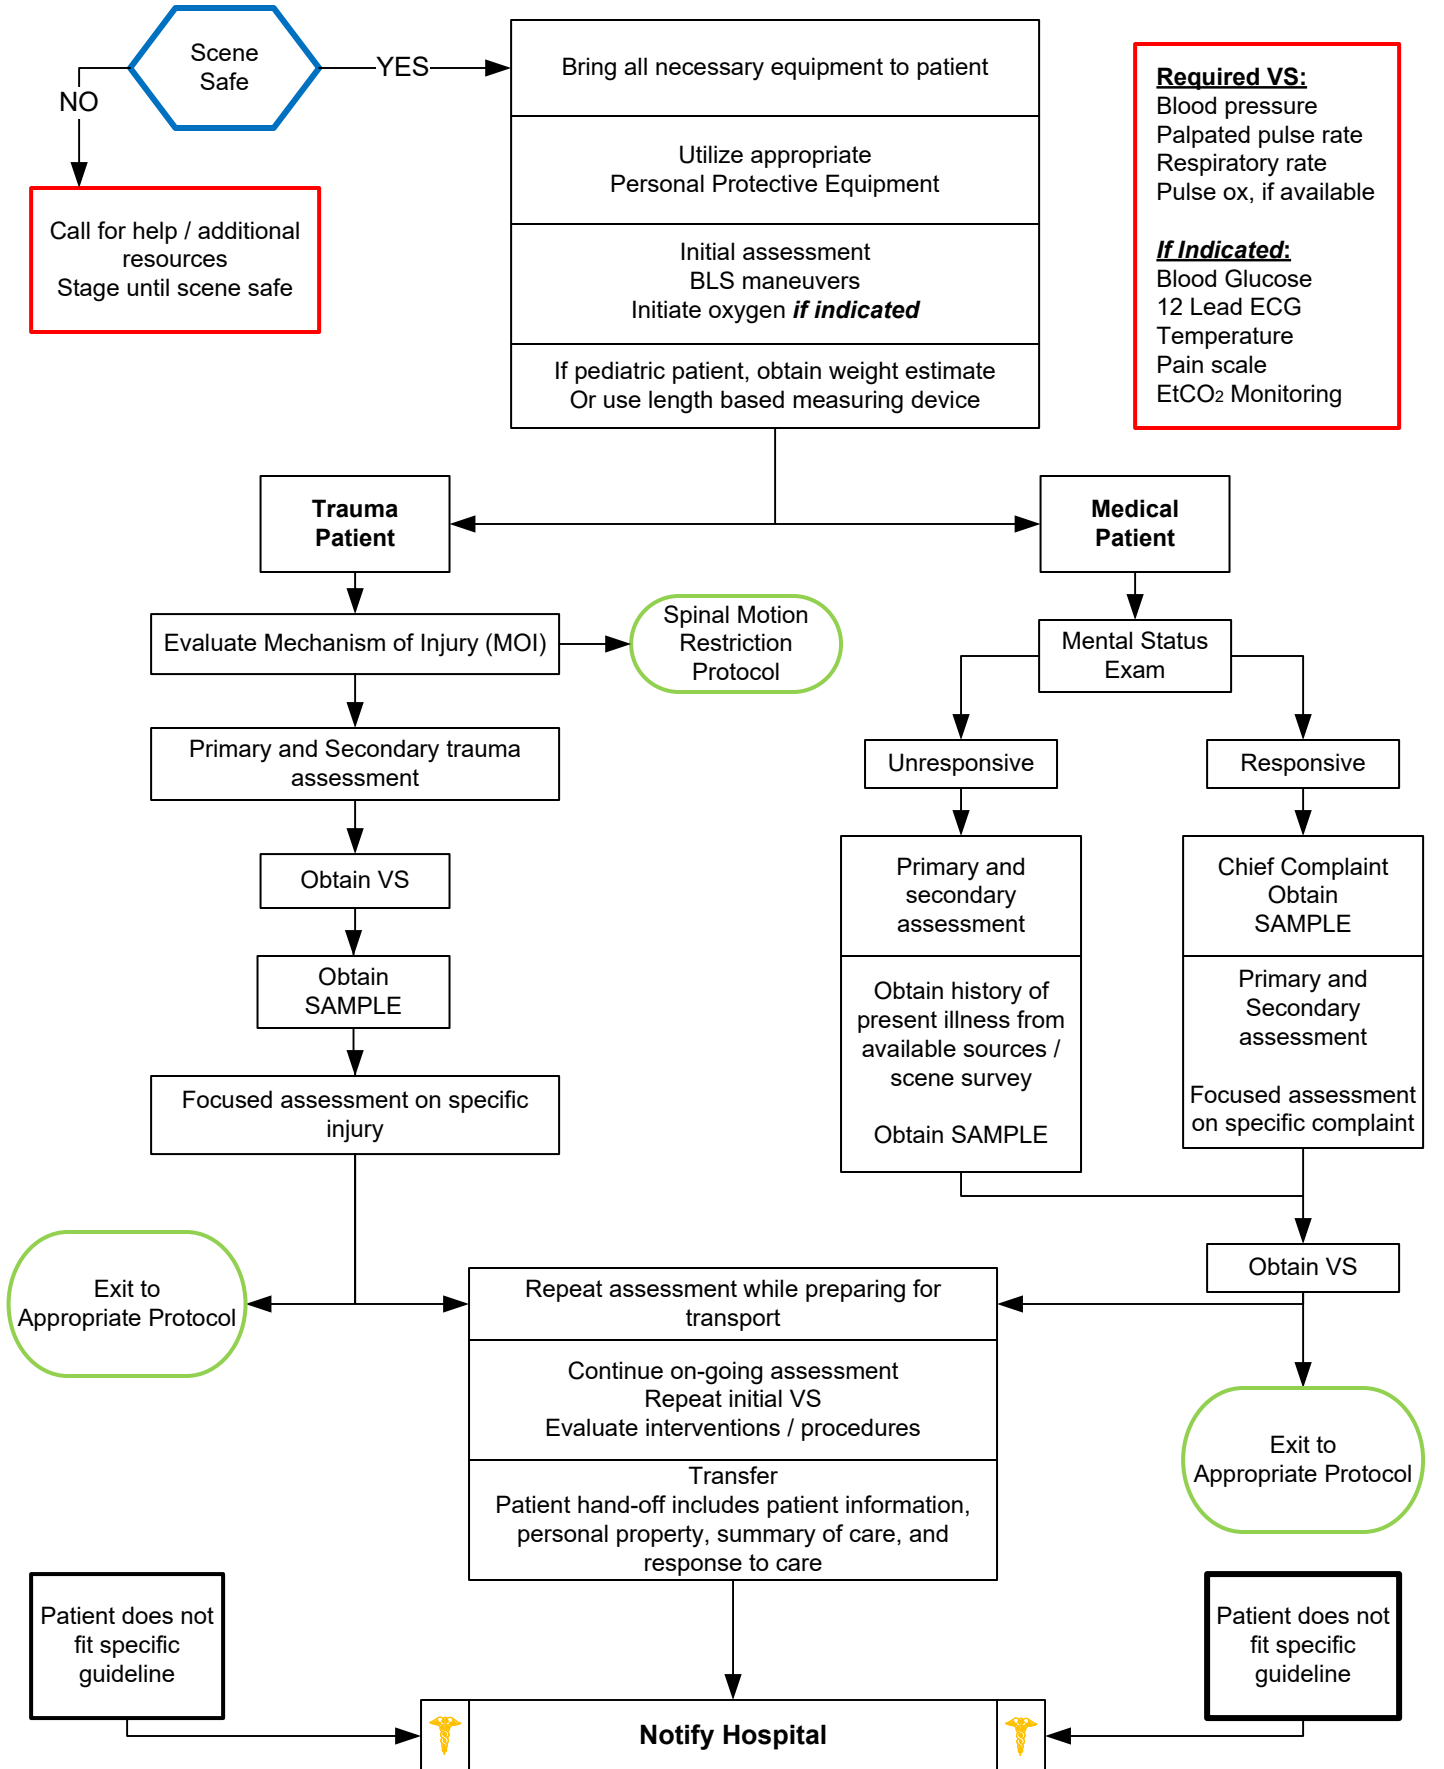 Scene
Safe
YES
NO
Call for help / additional
resources
Stage until scene safe
Bring all necessary equipment to patient
Utilize appropriate
Personal Protective Equipment
Initial assessment
BLS maneuvers
Initiate oxygen if indicated
If pediatric patient, obtain weight estimate
Or use length based measuring device
Required VS:
Blood pressure
Palpated pulse rate
Respiratory rate
Pulse ox, if available
If Indicated:
Blood Glucose
12 Lead ECG
Temperature
Pain scale
EtCO2 Monitoring
Trauma
Patient
Medical
Patient
Evaluate Mechanism of Injury (MOI)
Spinal Motion
Restriction
Protocol
Mental Status
Exam
Primary and Secondary trauma
assessment
Unresponsive
Responsive
Obtain VS
Obtain
SAMPLE
Focused assessment on specific
injury
Primary and
secondary
assessment
Obtain history of
present illness from
available sources /
scene survey
Obtain SAMPLE
Chief Complaint
Obtain
SAMPLE
Primary and
Secondary
assessment
Focused assessment
on specific complaint
Obtain VS
Exit to
Appropriate Protocol
Repeat assessment while preparing for
transport
Continue on-going assessment
Repeat initial VS
Evaluate interventions / procedures
Transfer
Patient hand-off includes patient information,
personal property, summary of care, and
response to care
Exit to
Appropriate Protocol
Patient does not
fit specific
guideline
Patient does not
fit specific
guideline
Notify Hospital